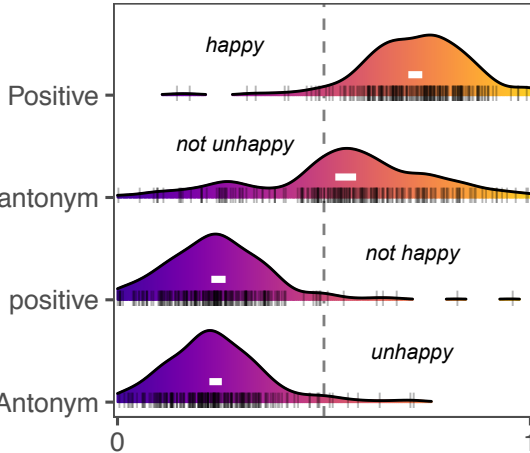 happy
Positive
not unhappy
antonym
not happy
positive
unhappy
Antonym
0
1